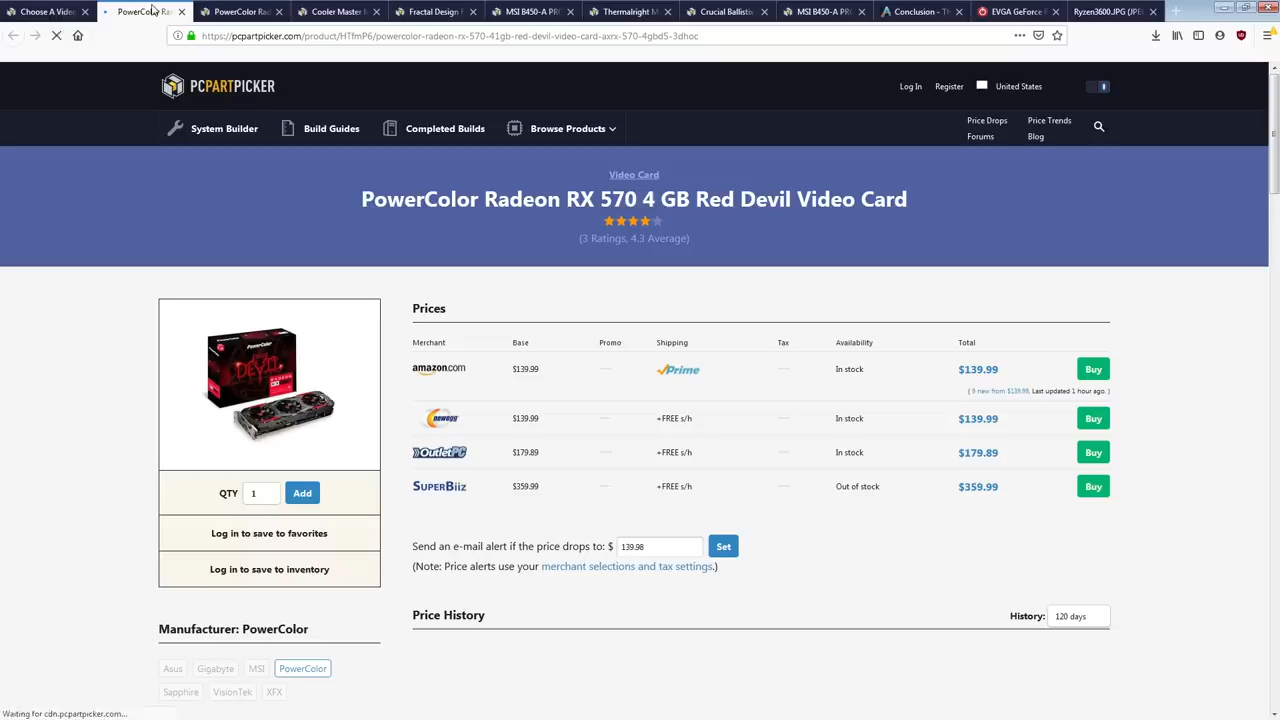 Choose A Vide
PowerColor Ra
PowerColor Rad
Cooler Master M
Fractal Design F
MSI B450-A PRO
Thermalright M
Crucial Ballistix
MSI B450-A PRO
Conclusion - Th
EVGA GeForce
Ryzen3600.JPG (JPE
https://pcpartpicker.com/product/HTfmP6/powercolor-radeon-rx-570-41gb-red-devil-video-card-axrx-570-4gbd5-3dhoc
PCPARTPICKER
Log In Register United States
System Builder Build Guides Completed Builds Browse Products
Price Drops Price Trends
Forums Blog
Video Card
PowerColor Radeon RX 570 4 GB Red Devil Video Card
(3 Ratings, 4.3 Average)
Prices
Merchant Base Promo Shipping Tax Availability Total
amazon.com $139.99 — Prime — In stock $139.99 Buy
( 9 new from $139.99, Last updated 1 hour ago. )
newegg $139.99 — +FREE s/h — In stock $139.99 Buy
OutletPC $179.89 — +FREE s/h — In stock $179.89 Buy
SUPERBIIZ $359.99 — +FREE s/h — Out of stock $359.99 Buy
QTY 1 Add
Log in to save to favorites
Log in to save to inventory
Send an e-mail alert if the price drops to: $ 139.98 Set
(Note: Price alerts use your merchant selections and tax settings.)
Price History
History: 120 days
Manufacturer: PowerColor
Asus Gigabyte MSI PowerColor
Sapphire VisionTek XFX
Waiting for cdn.pcpartpicker.com...